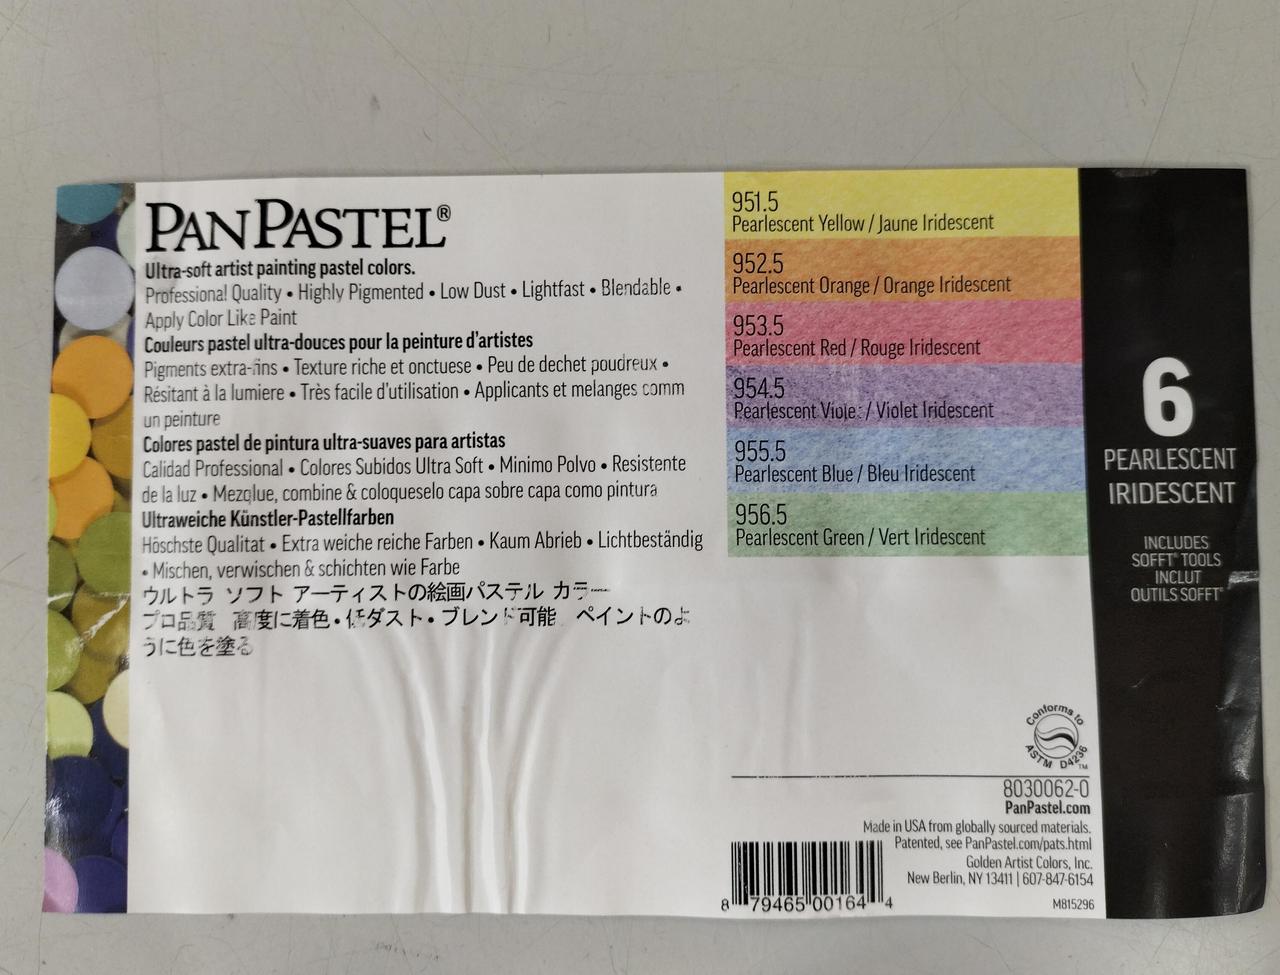 PANPASTEL®
Ultra-soft artist painting pastel colors.
Professional Quality • Highly Pigmented • Low Dust • Lightfast • Blendable •
Apply Color Like Paint
Couleurs pastel ultra-douces pour la peinture d'artistes
Pigments extra-fins • Texture riche et onctuese • Peu de dechet poudreux •
Résitant à la lumiere • Très facile d'utilisation • Applicants et melanges comm
un peinture
Colores pastel de pintura ultra-suaves para artistas
Calidad Professional • Colores Subidos Ultra Soft • Minimo Polvo • Resistente
de la luz • Mezqlue, combine & coloqueselo capa sobre capa como pintura
Ultraweiche Künstler-Pastellfarben
Höschste Qualitat • Extra weiche reiche Farben • Kaum Abrieb • Lichtbeständig
• Mischen, verwischen & schichten wie Farbe
ウルトラ ソフト アーティストの絵画パステル カラー
プロ品質 高度に着色 • 低ダスト • ブレンド可能 ペイントのよ
うに色を塗る
951.5
Pearlescent Yellow / Jaune Iridescent
952.5
Pearlescent Orange / Orange Iridescent
953.5
Pearlescent Red / Rouge Iridescent
954.5
Pearlescent Violet / Violet Iridescent
955.5
Pearlescent Blue / Bleu Iridescent
956.5
Pearlescent Green / Vert Iridescent
Conforms to
ASTM D4236
TM
8030062-0
PanPastel.com
Made in USA from globally sourced materials.
Patented, see PanPastel.com/pats.html
Golden Artist Colors, Inc.
New Berlin, NY 13411 | 607-847-6154
M815296
8 79465 00164 4
6
PEARLESCENT
IRIDESCENT
INCLUDES
SOFFT® TOOLS
INCLUT
OUTILS SOFFT®